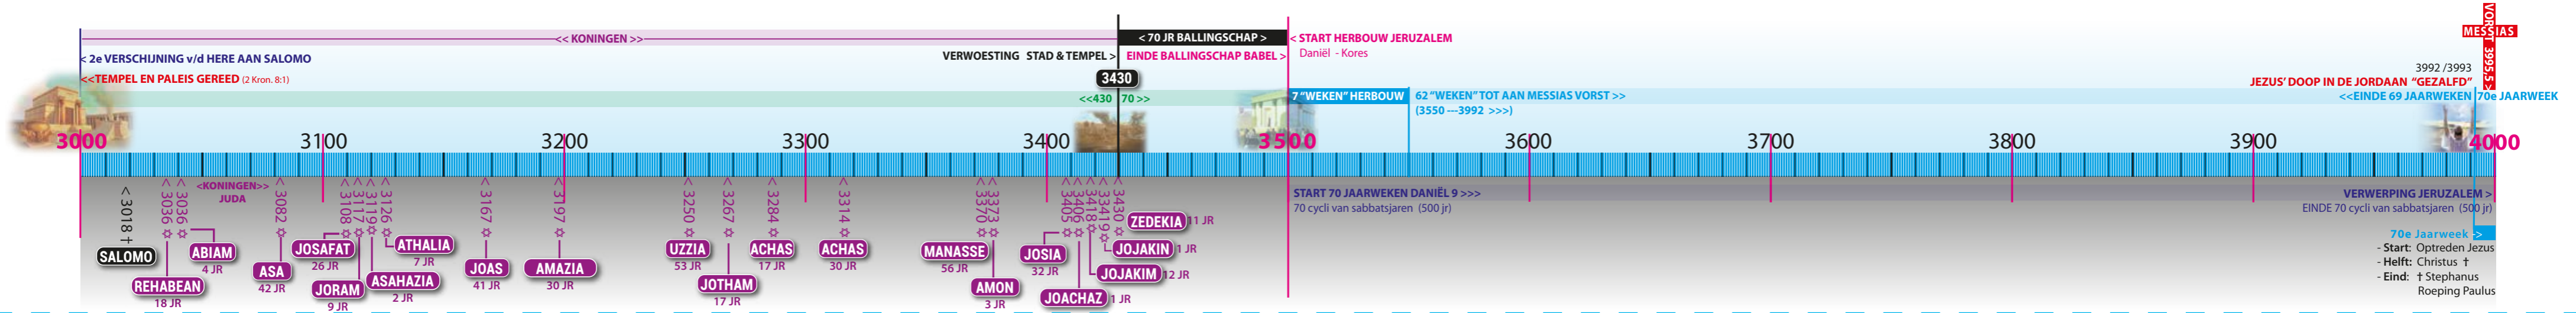 << KONINGEN >>
< 70 JR BALLINGSCHAP >
< START HERBOUW JERUZALEM
VORST 3995,5 >
MESSIAS
< 2e VERSCHIJNING v/d HERE AAN SALOMO
VERWOESTING STAD & TEMPEL >
EINDE BALLINGSCHAP BABEL >
Daniël - Kores
<<TEMPEL EN PALEIS GEREED (2 Kron. 8:1)
3430
3992 /3993
JEZUS' DOOP IN DE JORDAAN “GEZALFD”
<<430 70 >>
7 “WEKEN” HERBOUW
62 “WEKEN” TOT AAN MESSIAS VORST >>
(3550 ---3992 >>>)
<<EINDE 69 JAARWEKEN
70e JAARWEEK
3000 3100 3200 3300 3400 3500 3600 3700 3800 3900 4000
<KONINGEN>>
JUDA
< 3018 †
< 3036 ✡
< 3036 ✡
< 3082 ✡
< 3108 ✡
< 3117 ✡
< 3119 ✡
< 3126 ✡
< 3167 ✡
< 3197 ✡
< 3250 ✡
< 3267 ✡
< 3284 ✡
< 3314 ✡
< 3370 ✡
< 3373 ✡
< 3405 ✡
< 3406 ✡
< 3418 ✡
< 3419 ✡
< 3430 ✡
START 70 JAARWEKEN DANIËL 9 >>>
70 cycli van sabbatsjaren (500 jr)
VERWERPING JERUZALEM >
EINDE 70 cycli van sabbatsjaren (500 jr)
SALOMO
REHABEAN
18 JR
ABIAM
4 JR
ASA
42 JR
JOSAFAT
26 JR
JORAM
9 JR
ASAHAZIA
2 JR
ATHALIA
7 JR
JOAS
41 JR
AMAZIA
30 JR
UZZIA
53 JR
JOTHAM
17 JR
ACHAS
17 JR
ACHAS
30 JR
MANASSE
56 JR
AMON
3 JR
JOSIA
32 JR
JOACHAZ 1 JR
JOJAKIM 12 JR
JOJAKIN 1 JR
ZEDEKIA 11 JR
70e Jaarweek >
- Start: Optreden Jezus
- Helft: Christus †
- Eind: † Stephanus
Roeping Paulus